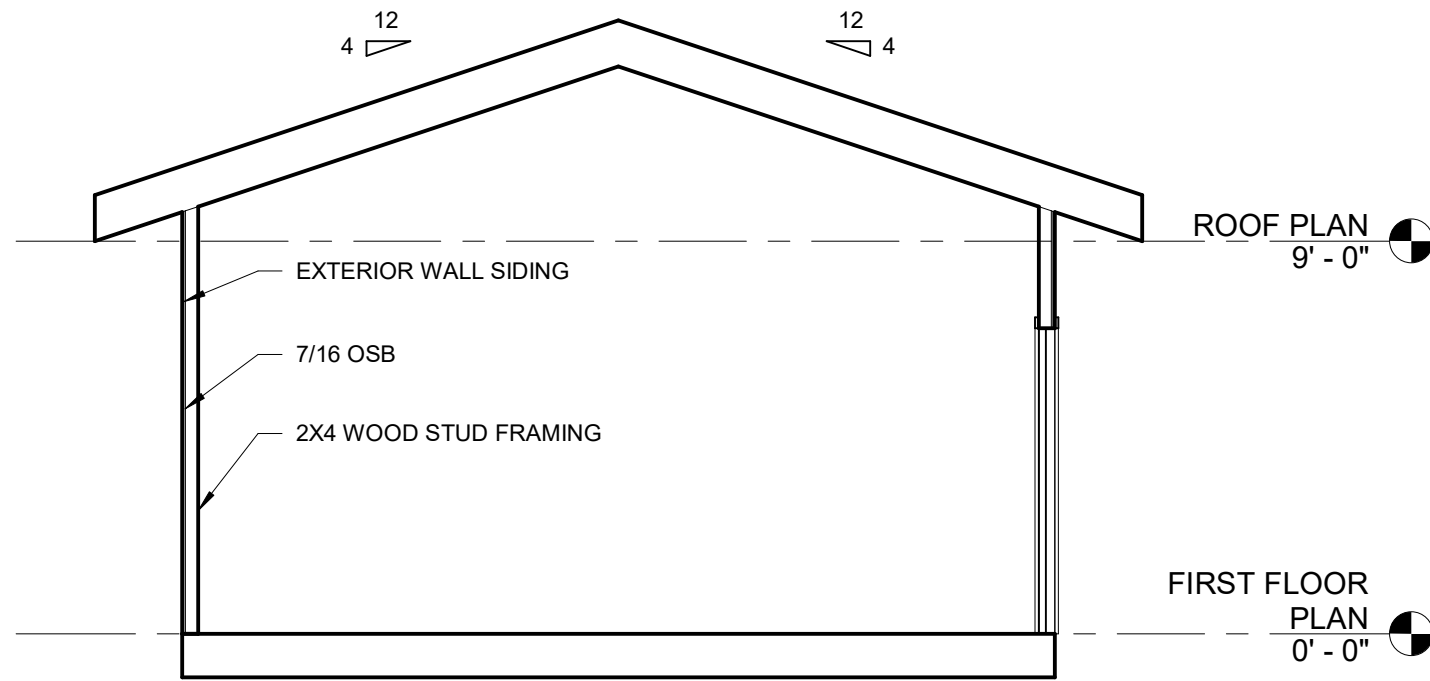 12
4
12
4
ROOF PLAN
9' - 0"
EXTERIOR WALL SIDING
7/16 OSB
2X4 WOOD STUD FRAMING
FIRST FLOOR
PLAN
0' - 0"